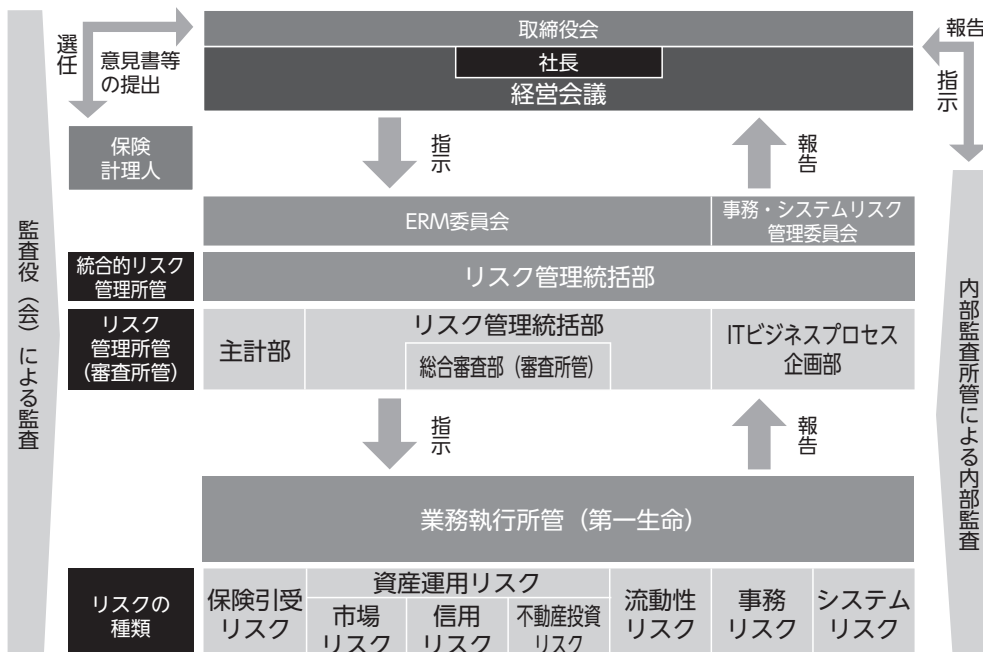 選任
意見書等
の提出
取締役会
社長
経営会議
報告
指示
保険
計理人
指示
報告
ERM委員会
事務・システムリスク
管理委員会
監査役（会）による監査
統合的リスク
管理所管
リスク管理統括部
リスク
管理所管
（審査所管）
主計部
リスク管理統括部
総合審査部（審査所管）
ITビジネスプロセス
企画部
内部監査所管による内部監査
指示
報告
業務執行所管（第一生命）
リスクの
種類
保険引受
リスク
資産運用リスク
市場
リスク
信用
リスク
不動産投資
リスク
流動性
リスク
事務
リスク
システム
リスク